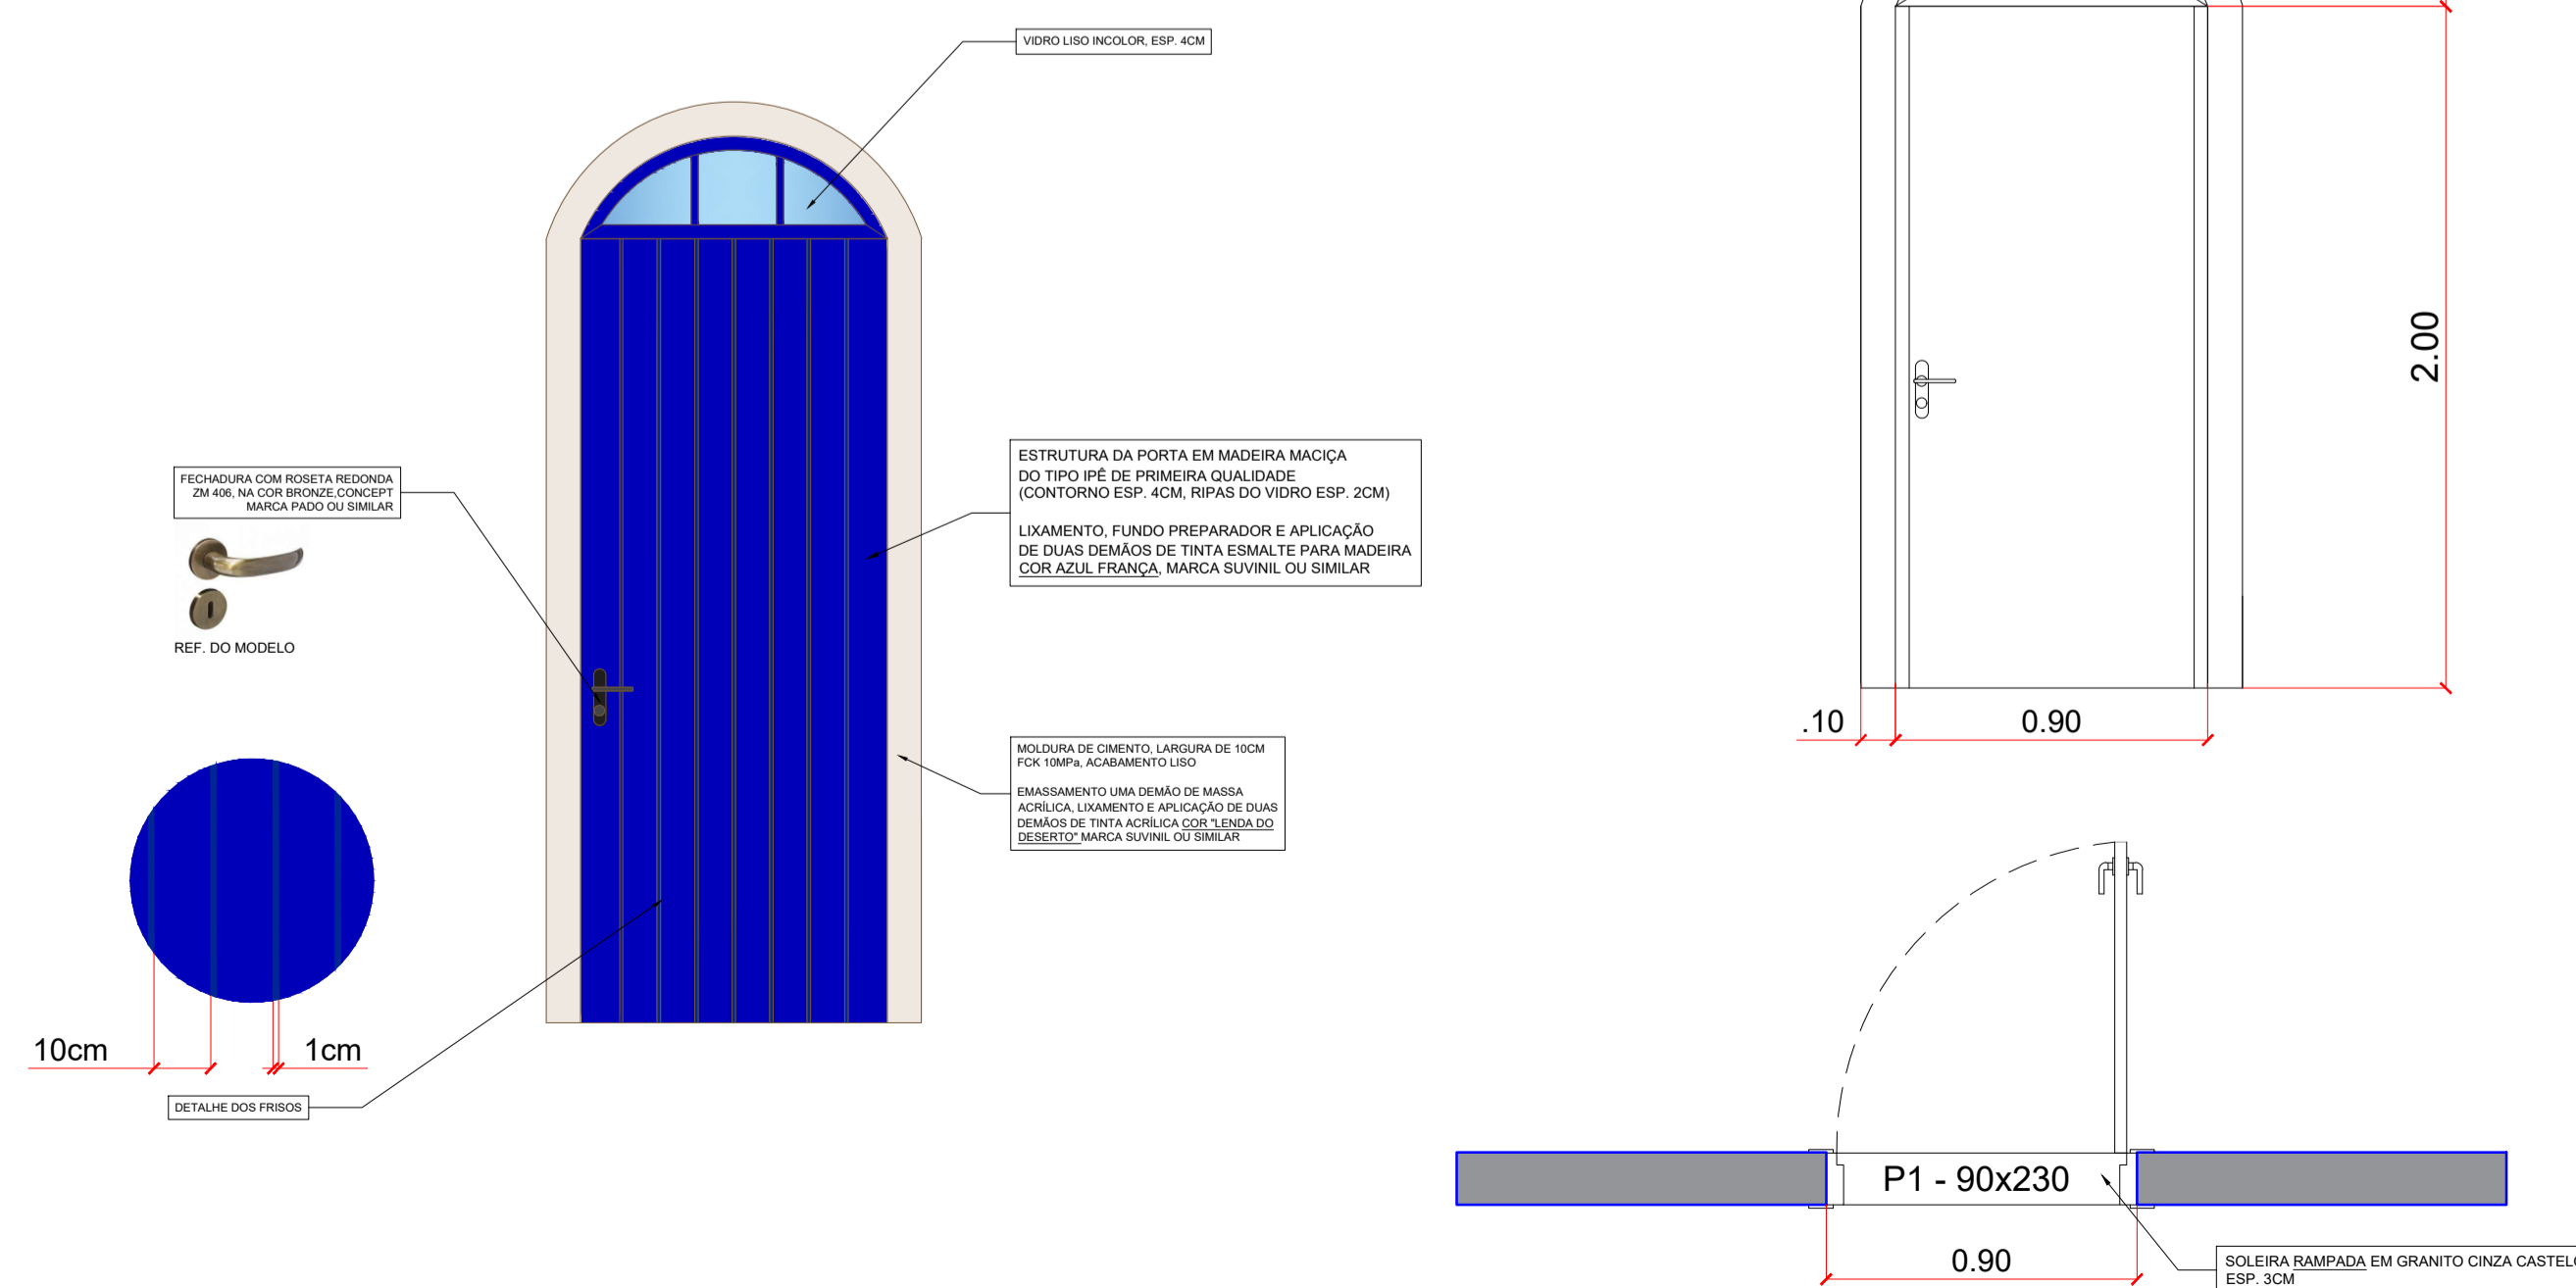 VIDRO LISO INCOLOR, ESP. 4CM
FECHADURA COM ROSETA REDONDA
ZM 406, NA COR BRONZE,CONCEPT
MARCA PADO OU SIMILAR
REF. DO MODELO
ESTRUTURA DA PORTA EM MADEIRA MACIÇA
DO TIPO IPÊ DE PRIMEIRA QUALIDADE
(CONTORNO ESP. 4CM, RIPAS DO VIDRO ESP. 2CM)
LIXAMENTO, FUNDO PREPARADOR E APLICAÇÃO
DE DUAS DEMÃOS DE TINTA ESMALTE PARA MADEIRA
COR AZUL FRANÇA, MARCA SUVINIL OU SIMILAR
MOLDURA DE CIMENTO, LARGURA DE 10CM
FCK 10MPa, ACABAMENTO LISO
EMASSAMENTO UMA DEMÃO DE MASSA
ACRÍLICA, LIXAMENTO E APLICAÇÃO DE DUAS
DEMÃOS DE TINTA ACRÍLICA COR "LENDA DO
DESERTO" MARCA SUVINIL OU SIMILAR
10cm
1cm
DETALHE DOS FRISOS
2.00
.10
0.90
P1 - 90x230
0.90
SOLEIRA RAMPADA EM GRANITO CINZA CASTEL
ESP. 3CM